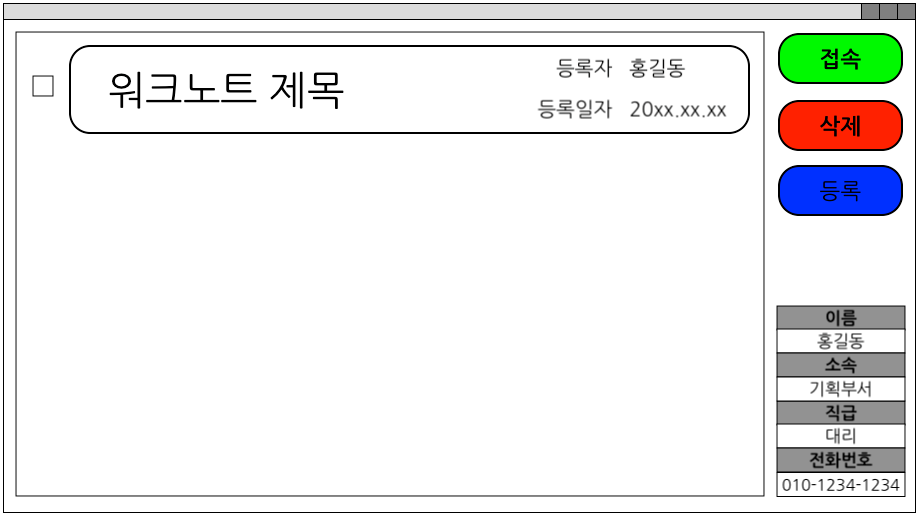 워크노트 제목
등록자 홍길동
등록일자 20xx.xx.xx
접속
삭제
등록
이름
홍길동
소속
기획부서
직급
대리
전화번호
010-1234-1234